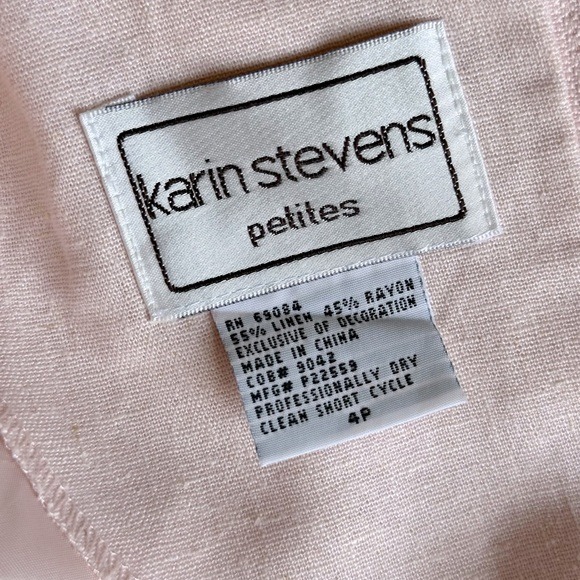 karin stevens
petites
RN 69084
55% LINEN 45% RAYON
EXCLUSIVE OF DECORATION
MADE IN CHINA
COB# 9042
MFG# P22559
PROFESSIONALLY DRY
CLEAN SHORT CYCLE
4P